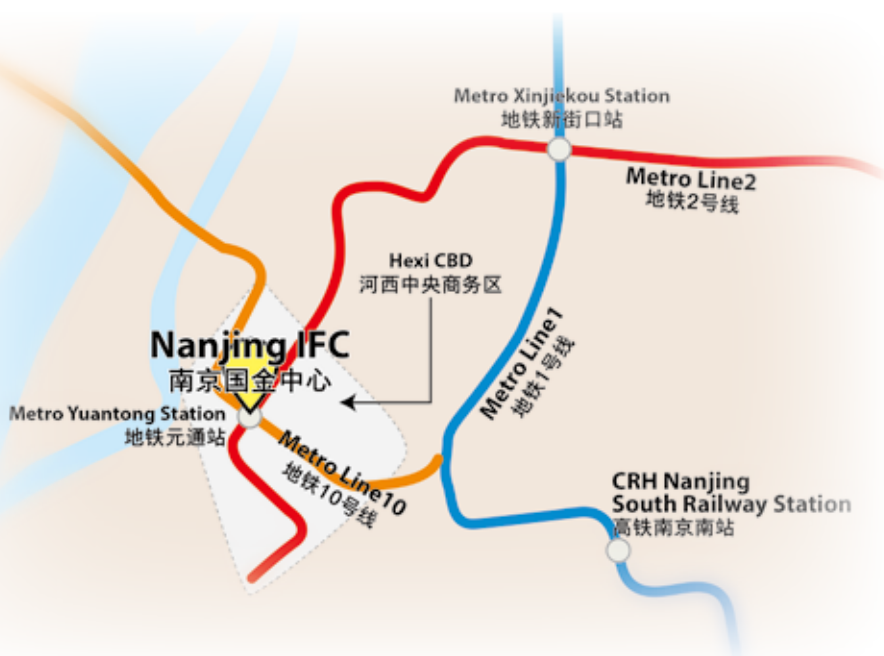 Metro Xinjiekou Station
地铁新街口站
Metro Line2
地铁2号线
Hexi CBD
河西中央商务区
Nanjing IFC
南京国金中心
Metro Line1
地铁1号线
Metro Yuantong Station
地铁元通站
Metro Line10
地铁10号线
CRH Nanjing
South Railway Station
高铁南京南站